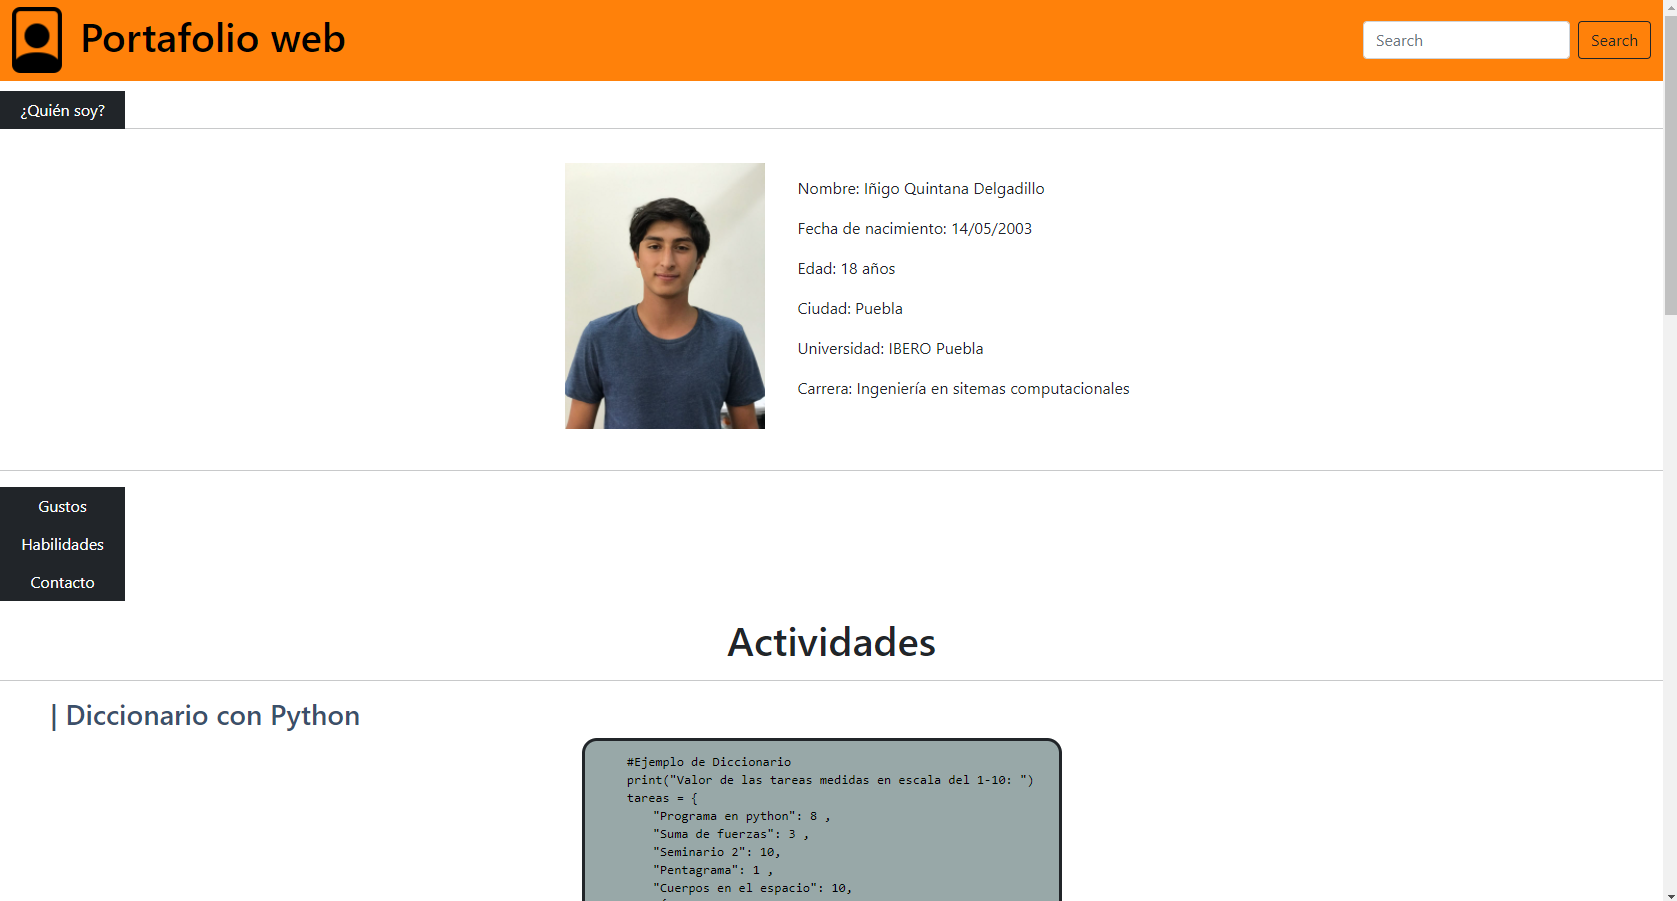 Portafolio web
Search
Search
¿Quién soy?
Nombre: Iñigo Quintana Delgadillo
Fecha de nacimiento: 14/05/2003
Edad: 18 años
Ciudad: Puebla
Universidad: IBERO Puebla
Carrera: Ingeniería en sitemas computacionales
Gustos
Habilidades
Contacto
Actividades
| Diccionario con Python
#Ejemplo de Diccionario
print("Valor de las tareas medidas en escala del 1-10: ")
tareas = {
"Programa en python": 8 ,
"Suma de fuerzas": 3 ,
"Seminario 2": 10,
"Pentagrama": 1 ,
"Cuerpos en el espacio": 10,